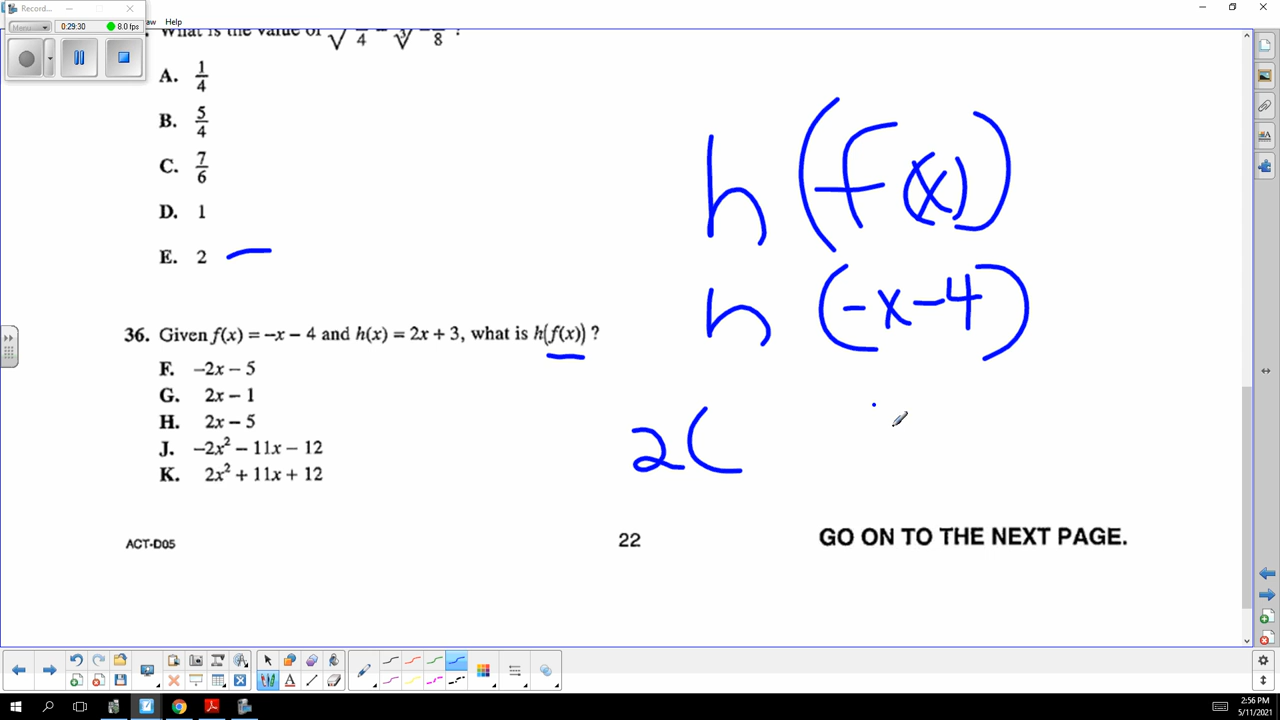 Record...
Menu
0:29:30 8.0 fps
Help
What is the value of √ 4 - ∛ 8 ?
A. 1/4
B. 5/4
C. 7/6
D. 1
E. 2
36. Given f(x) = –x – 4 and h(x) = 2x + 3, what is h(f(x)) ?
F. –2x – 5
G. 2x – 1
H. 2x – 5
J. –2x² – 11x – 12
K. 2x² + 11x + 12
h (f(x))
h (-x-4)
2(
ACT-D05
22
GO ON TO THE NEXT PAGE.
2:56 PM
5/11/2021